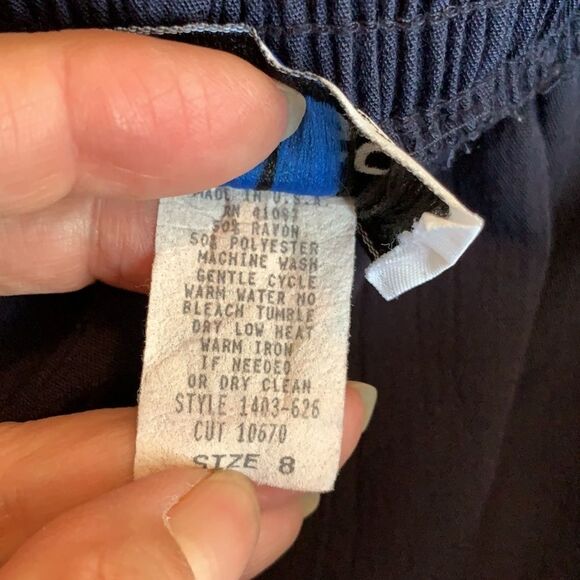 MADE IN U.S.A
RN 41097
50% RAYON
50% POLYESTER
MACHINE WASH
GENTLE CYCLE
WARM WATER NO
BLEACH TUMBLE
DRY LOW HEAT
WARM IRON
IF NEEDED
OR DRY CLEAN
STYLE 1403-626
CUT 10670
SIZE 8